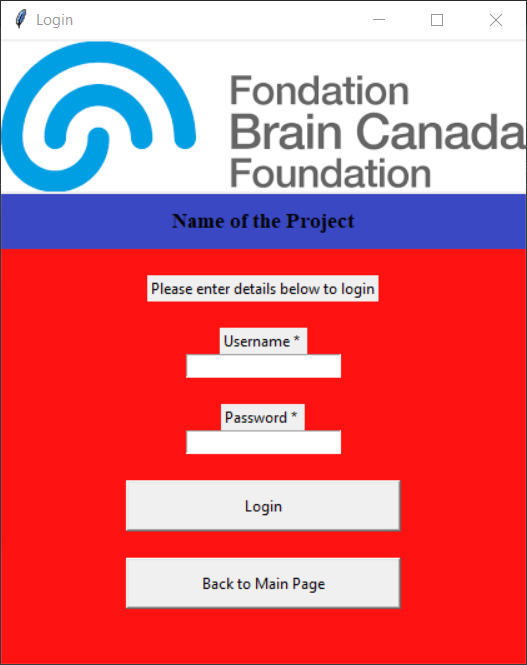 Login
Fondation
Brain Canada
Foundation
Name of the Project
Please enter details below to login
Username *
Password *
Login
Back to Main Page